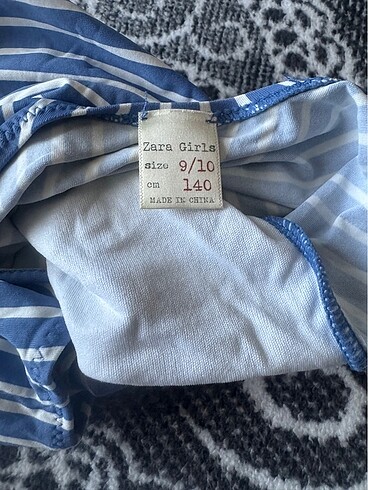 Zara Girls
size 9/10
cm 140
MADE IN CHINA